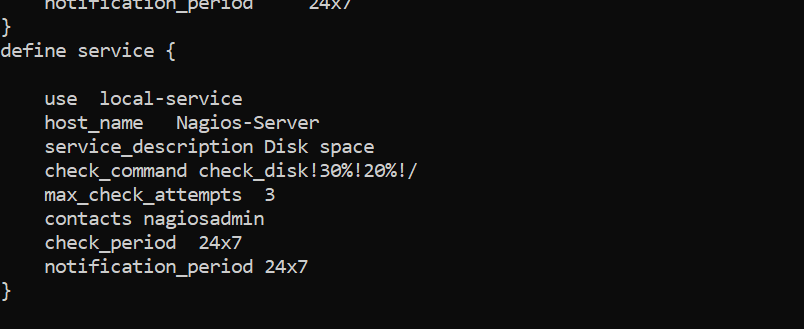 notification_period     24x7
}
define service {
    use  local-service
    host_name   Nagios-Server
    service_description Disk space
    check_command check_disk!30%!20%!/
    max_check_attempts  3
    contacts nagiosadmin
    check_period  24x7
    notification_period 24x7
}